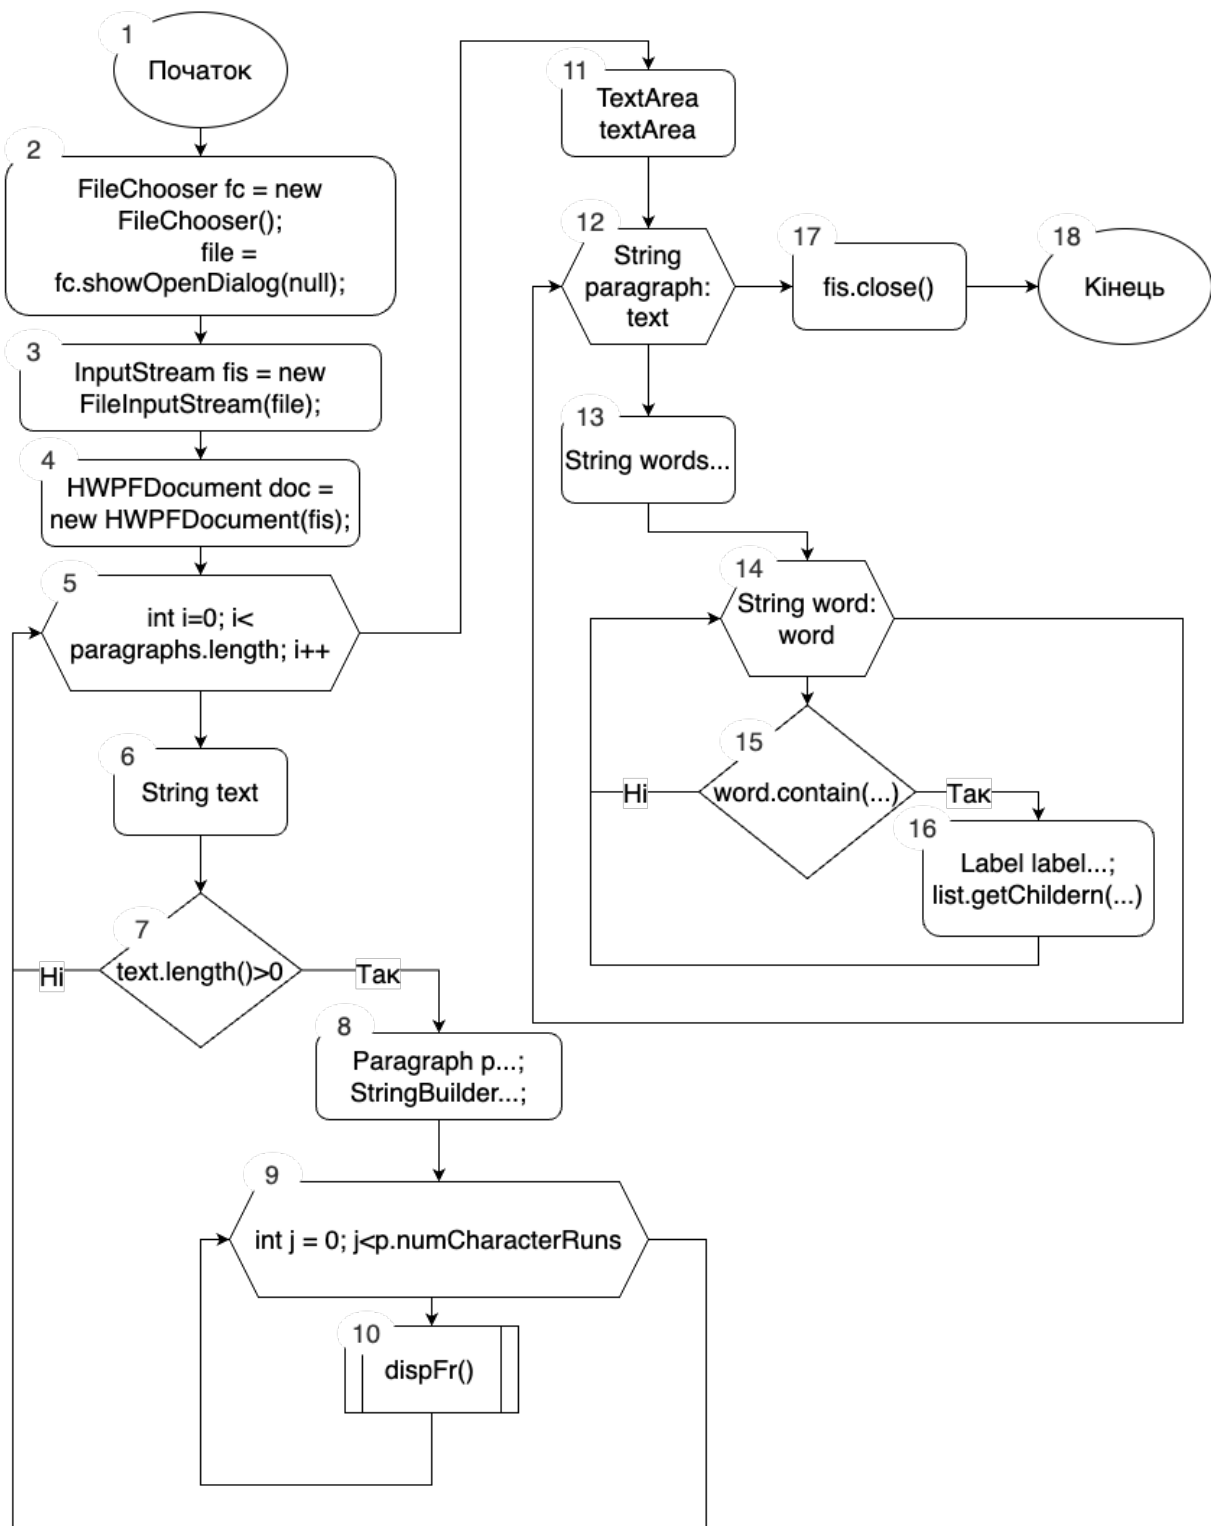 1
Початок
2
FileChooser fc = new
FileChooser();
file =
fc.showOpenDialog(null);
3
InputStream fis = new
FileInputStream(file);
4
HWPFDocument doc =
new HWPFDocument(fis);
5
int i=0; i<
paragraphs.length; i++
6
String text
7
text.length()>0
Ні
Так
8
Paragraph p...;
StringBuilder...;
9
int j = 0; j<p.numCharacterRuns
10
dispFr()
11
TextArea
textArea
12
String
paragraph:
text
13
String words...
14
String word:
word
15
word.contain(...)
Ні
Так
16
Label label...;
list.getChildern(...)
17
fis.close()
18
Кінець